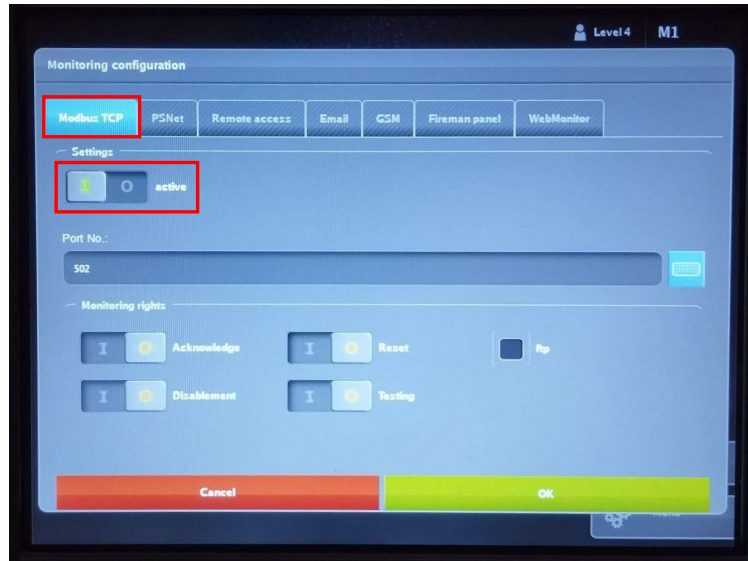 Level 4 M1
Monitoring configuration
Modbus TCP PSNet Remote access Email GSM Fireman panel WebMonitor
Settings
I O active
Port No.:
502
Monitoring rights
I O Acknowledge I O Reset ftp
I O Disablement I O Testing
Cancel OK